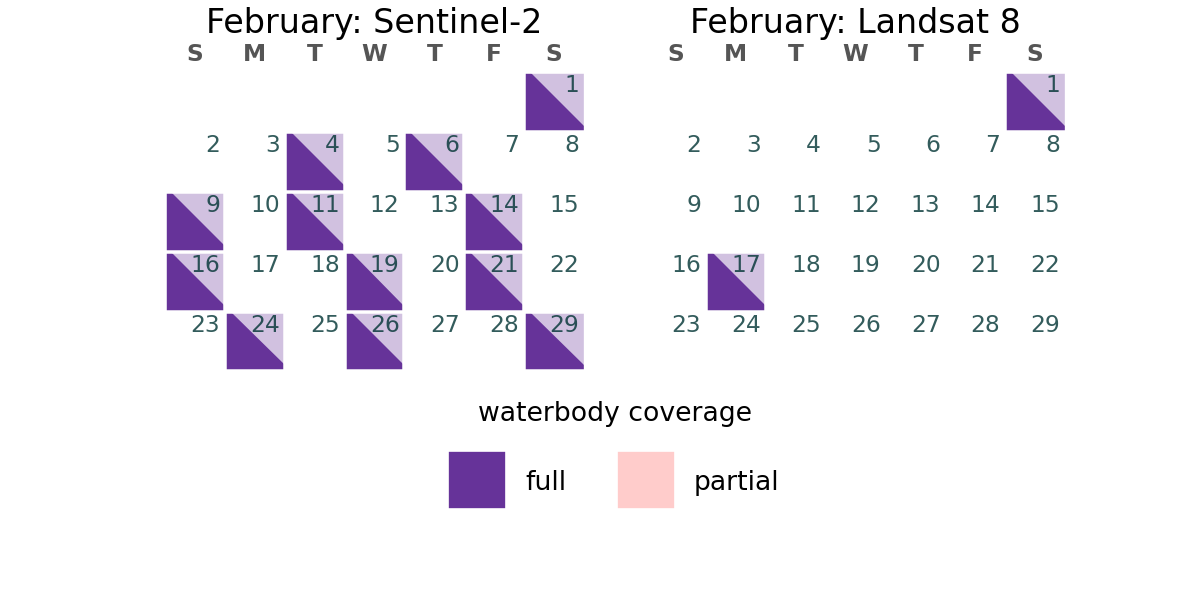 February: Sentinel-2
S M T W T F S
1
2 3 4 5 6 7 8
9 10 11 12 13 14 15
16 17 18 19 20 21 22
23 24 25 26 27 28 29
February: Landsat 8
S M T W T F S
1
2 3 4 5 6 7 8
9 10 11 12 13 14 15
16 17 18 19 20 21 22
23 24 25 26 27 28 29
waterbody coverage
full partial